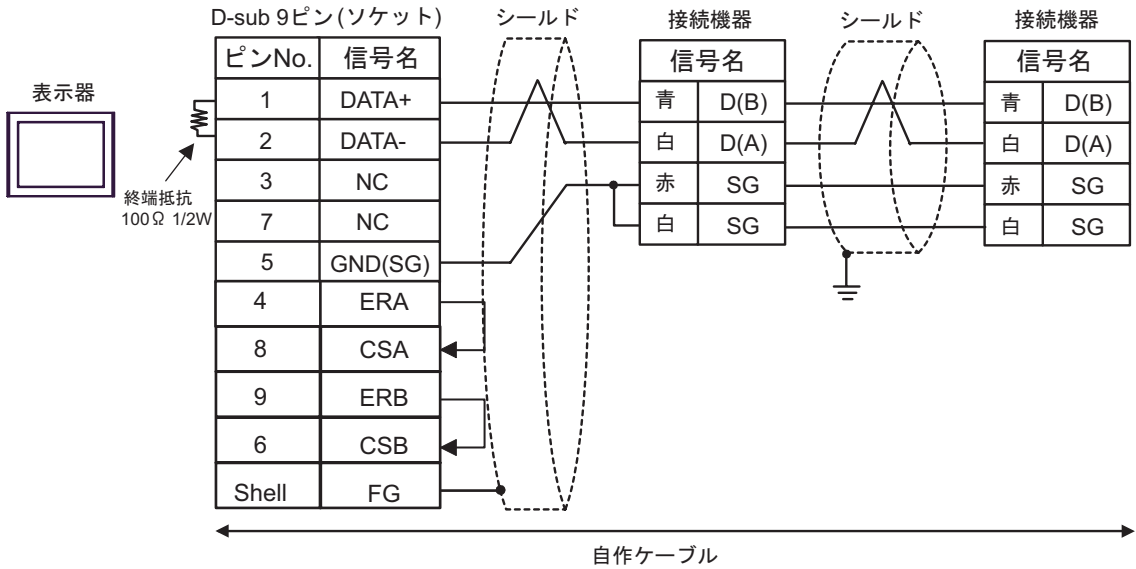 D-sub 9ピン(ソケット)
シールド
接続機器
シールド
接続機器
表示器
終端抵抗
100Ω 1/2W
ピンNo. 信号名
1 DATA+
2 DATA-
3 NC
7 NC
5 GND(SG)
4 ERA
8 CSA
9 ERB
6 CSB
Shell FG
信号名
青 D(B)
白 D(A)
赤 SG
白 SG
信号名
青 D(B)
白 D(A)
赤 SG
白 SG
自作ケーブル